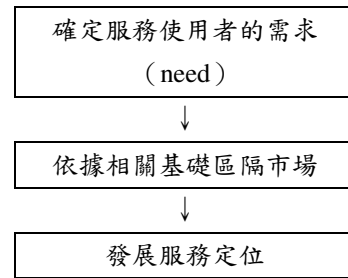 確定服務使用者的需求
（need）
↓
依據相關基礎區隔市場
↓
發展服務定位